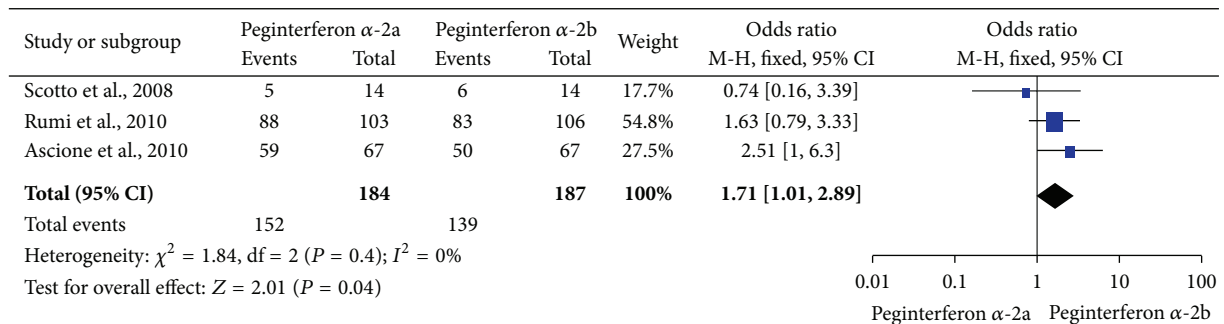 Study or subgroup Peginterferon α-2a Peginterferon α-2b Weight Odds ratio Odds ratio
Events Total Events Total M-H, fixed, 95% CI M-H, fixed, 95% CI
Scotto et al., 2008 5 14 6 14 17.7% 0.74 [0.16, 3.39]
Rumi et al., 2010 88 103 83 106 54.8% 1.63 [0.79, 3.33]
Ascione et al., 2010 59 67 50 67 27.5% 2.51 [1, 6.3]
Total (95% CI) 184 187 100% 1.71 [1.01, 2.89]
Total events 152 139
Heterogeneity: χ² = 1.84, df = 2 (P = 0.4); I² = 0%
Test for overall effect: Z = 2.01 (P = 0.04)
0.01 0.1 1 10 100
Peginterferon α-2a Peginterferon α-2b